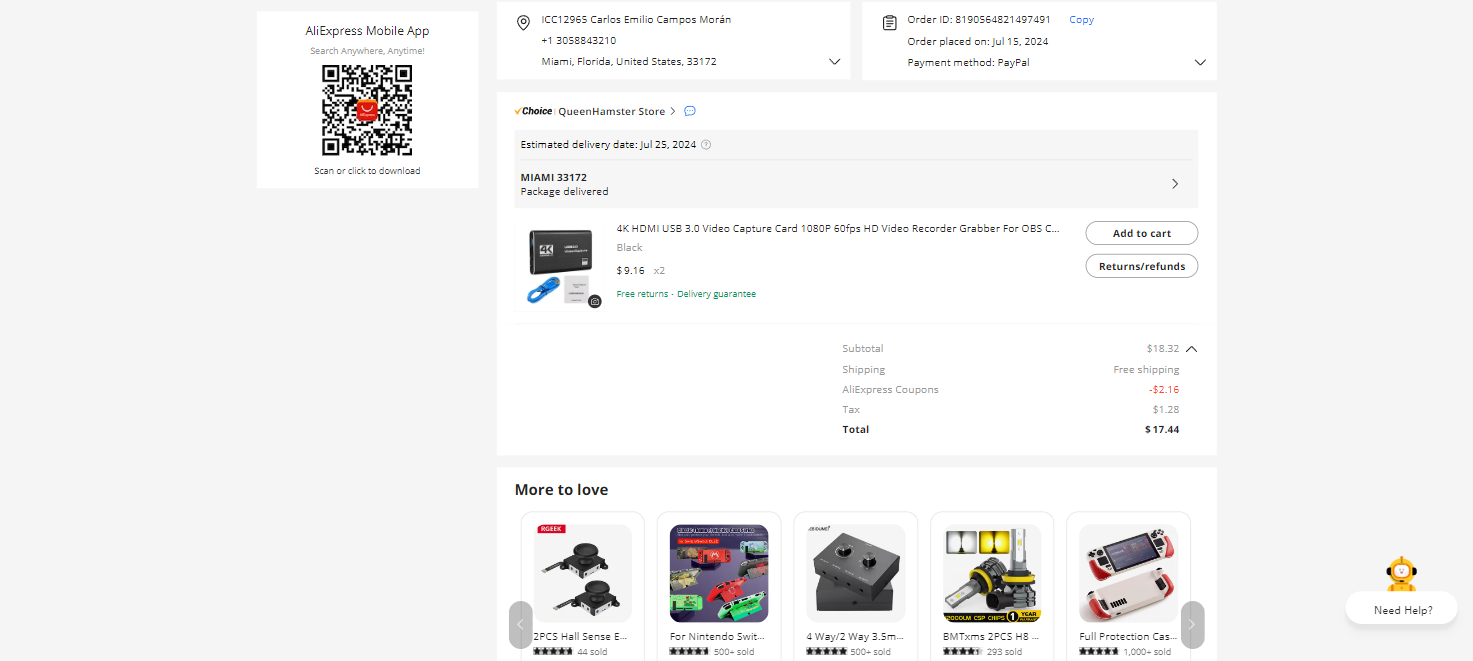 AliExpress Mobile App
Search Anywhere, Anytime!
Scan or click to download
ICC12965 Carlos Emilio Campos Morán
+1 3058843210
Miami, Florida, United States, 33172
Order ID: 8190564821497491 Copy
Order placed on: Jul 15, 2024
Payment method: PayPal
Choice QueenHamster Store
Estimated delivery date: Jul 25, 2024
MIAMI 33172
Package delivered
4K
4K HDMI USB 3.0 Video Capture Card 1080P 60fps HD Video Recorder Grabber For OBS C...
Black
$9.16 x2
Free returns · Delivery guarantee
Add to cart
Returns/refunds
Subtotal $18.32
Shipping Free shipping
AliExpress Coupons -$2.16
Tax $1.28
Total $17.44
More to love
RGEEK
2PCS Hall Sense E...
44 sold
For Nintendo Swit...
500+ sold
4 Way/2 Way 3.5m...
500+ sold
CSP CHIPS 1 YEAR
BMTxms 2PCS H8 ...
293 sold
Full Protection Cas...
1,000+ sold
Need Help?